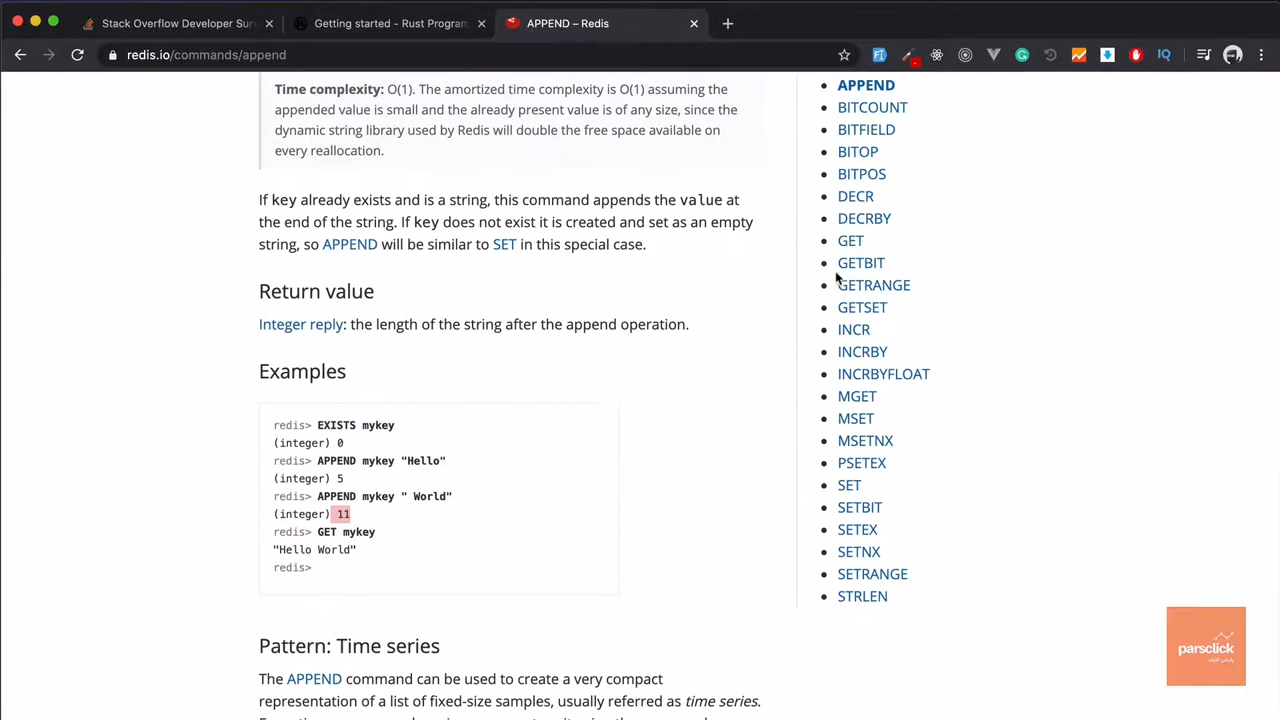 Stack Overflow Developer Sur
Getting started - Rust Program
APPEND – Redis
redis.io/commands/append
Time complexity: O(1). The amortized time complexity is O(1) assuming the
appended value is small and the already present value is of any size, since the
dynamic string library used by Redis will double the free space available on
every reallocation.
If key already exists and is a string, this command appends the value at
the end of the string. If key does not exist it is created and set as an empty
string, so APPEND will be similar to SET in this special case.
Return value
Integer reply: the length of the string after the append operation.
Examples
redis> EXISTS mykey
(integer) 0
redis> APPEND mykey "Hello"
(integer) 5
redis> APPEND mykey " World"
(integer) 11
redis> GET mykey
"Hello World"
redis>
Pattern: Time series
The APPEND command can be used to create a very compact
representation of a list of fixed-size samples, usually referred as time series.
APPEND
BITCOUNT
BITFIELD
BITOP
BITPOS
DECR
DECRBY
GET
GETBIT
GETRANGE
GETSET
INCR
INCRBY
INCRBYFLOAT
MGET
MSET
MSETNX
PSETEX
SET
SETBIT
SETEX
SETNX
SETRANGE
STRLEN
parsclick
پارس کلیک